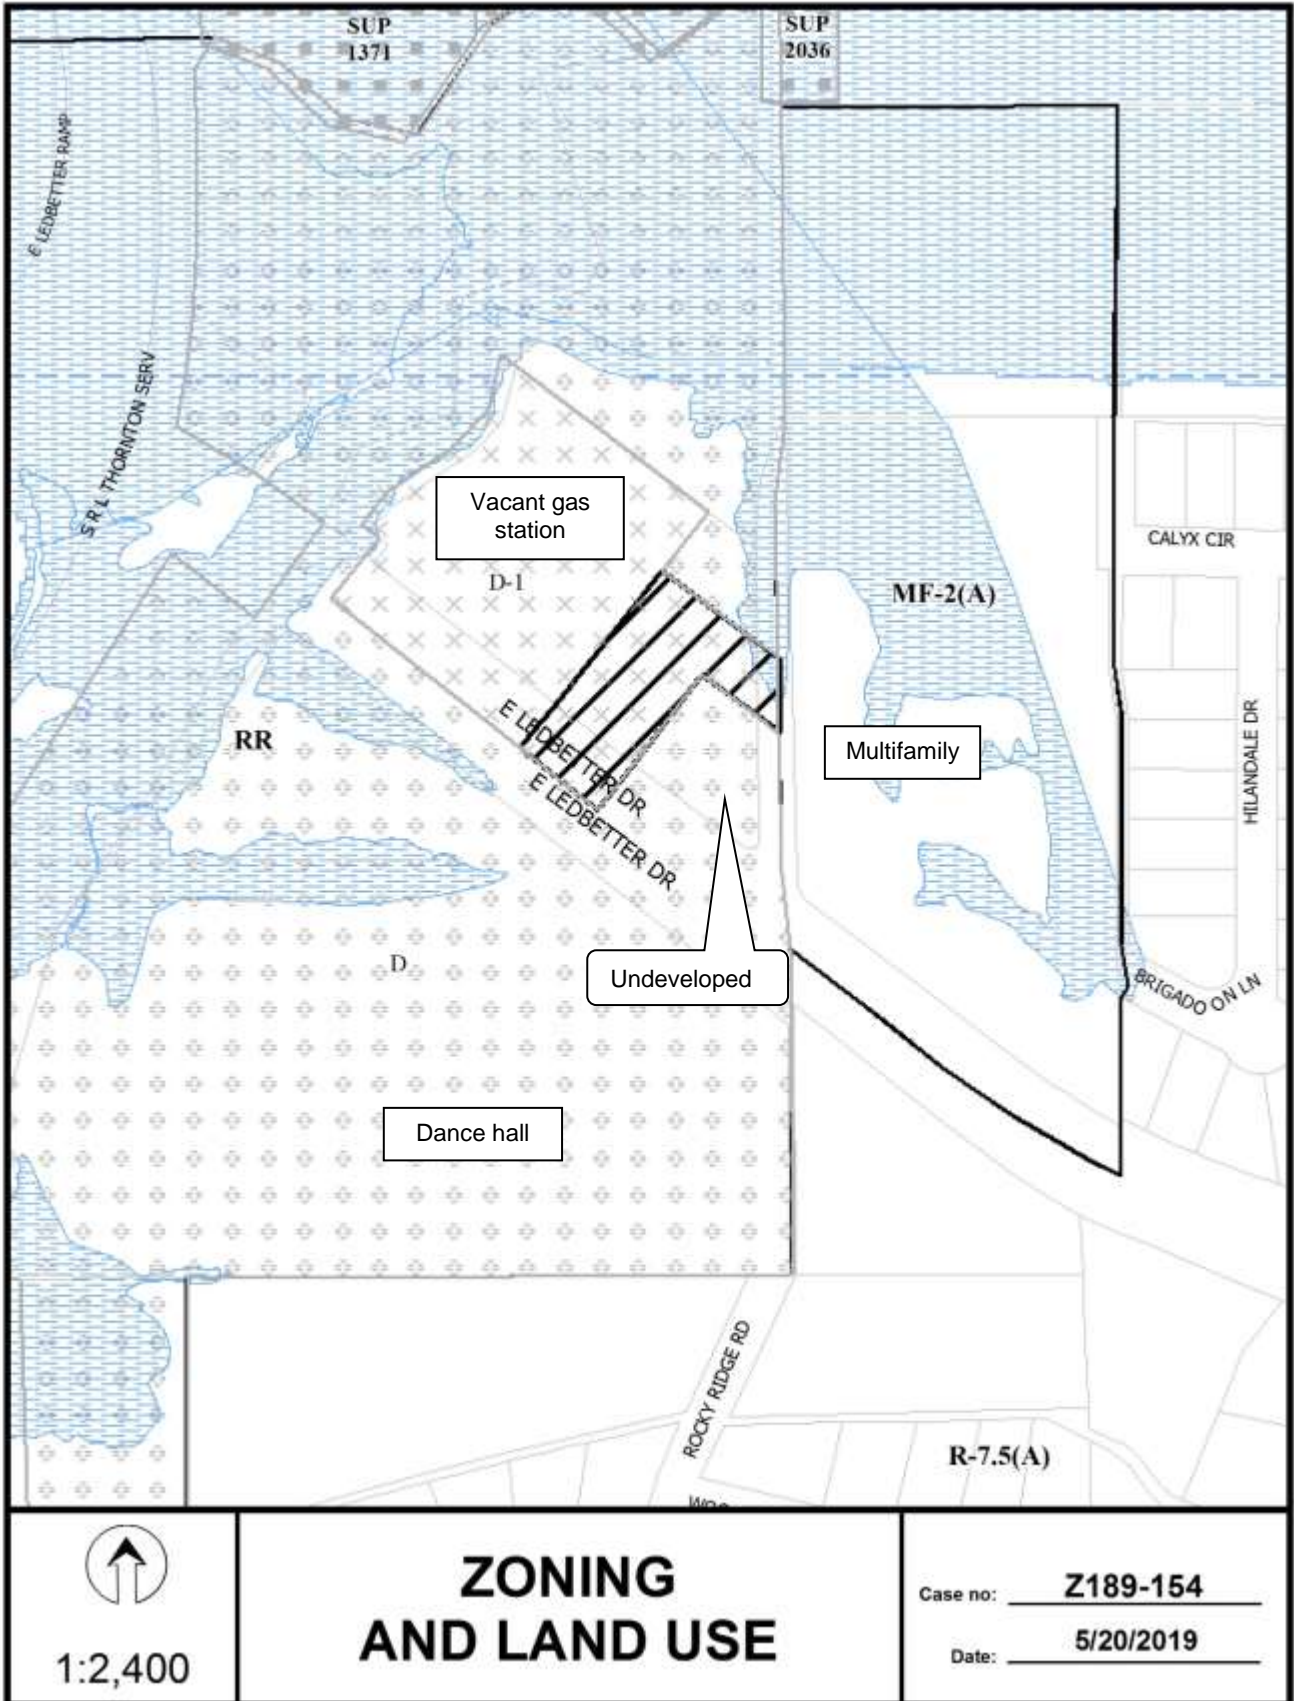 SUP
1371
SUP
2036
E LEDBETTER RAMP
S R L THORNTON SERV
Vacant gas
station
D-1
CALYX CIR
MF-2(A)
HILANDALE DR
E LEDBETTER DR
E LEDBETTER DR
RR
Multifamily
D
Undeveloped
BRIGADO ON LN
Dance hall
ROCKY RIDGE RD
R-7.5(A)
1:2,400
ZONING
AND LAND USE
Case no: Z189-154
Date: 5/20/2019